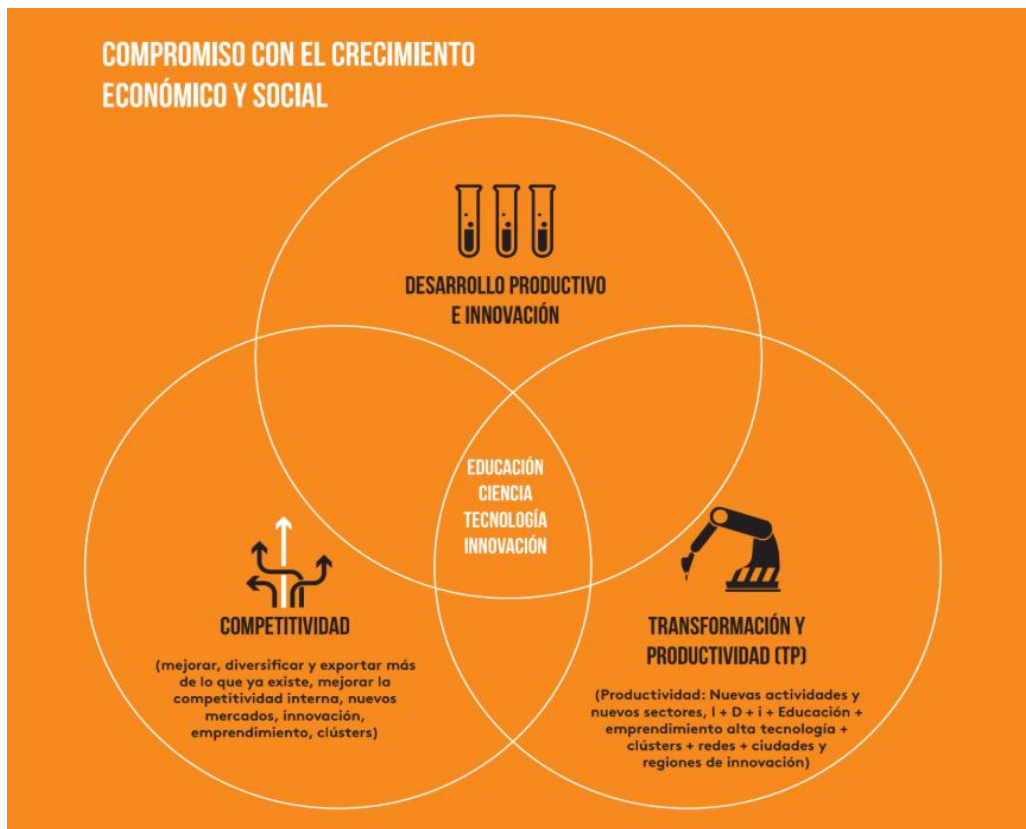 COMPROMISO CON EL CRECIMIENTO
ECONÓMICO Y SOCIAL
DESARROLLO PRODUCTIVO
E INNOVACIÓN
EDUCACIÓN
CIENCIA
TECNOLOGÍA
INNOVACIÓN
COMPETITIVIDAD
(mejorar, diversificar y exportar más
de lo que ya existe, mejorar la
competitividad interna, nuevos
mercados, innovación,
emprendimiento, clústers)
TRANSFORMACIÓN Y
PRODUCTIVIDAD (TP)
(Productividad: Nuevas actividades y
nuevos sectores, I + D + i + Educación +
emprendimiento alta tecnología +
clústers + redes + ciudades y
regiones de innovación)